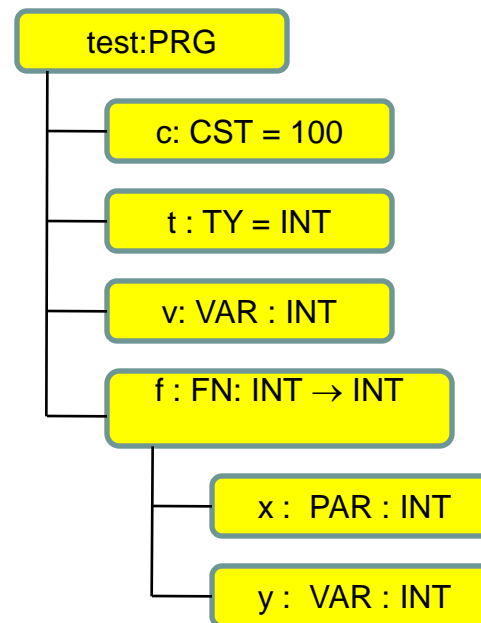 test:PRG
c: CST = 100
t : TY = INT
v: VAR : INT
f : FN: INT → INT
x : PAR : INT
y : VAR : INT